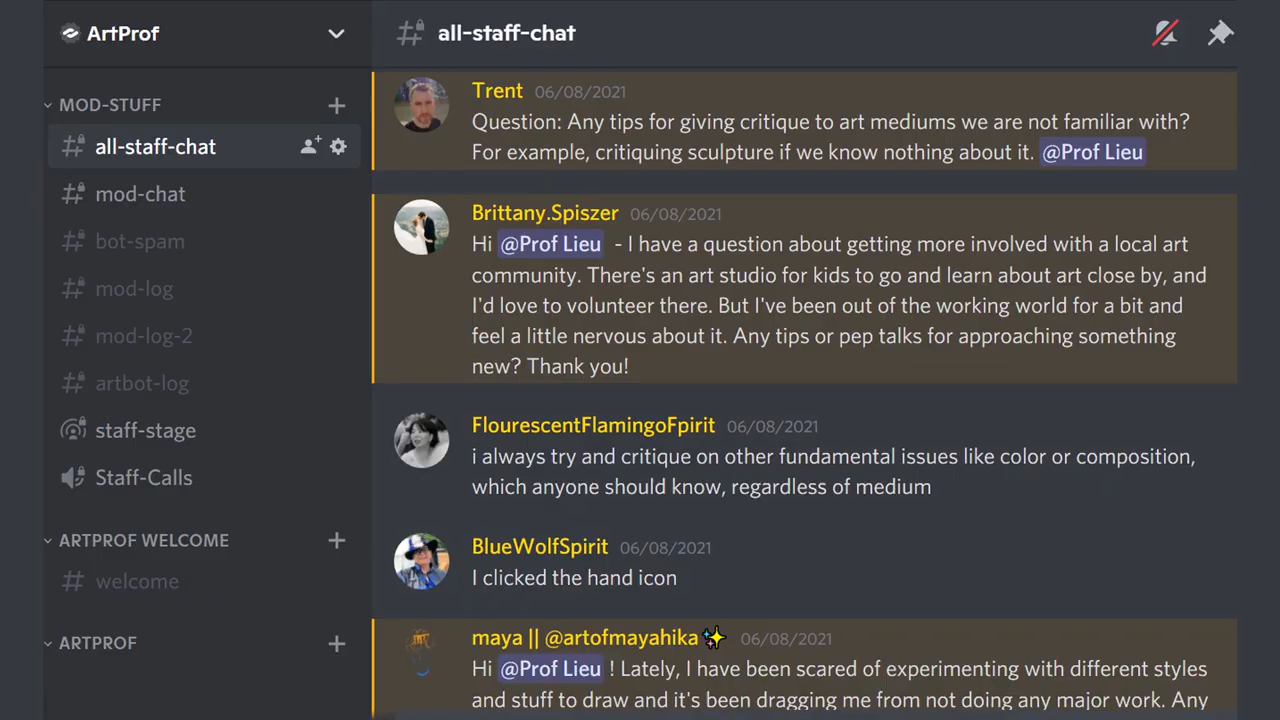 ArtProf
MOD-STUFF
all-staff-chat
mod-chat
bot-spam
mod-log
mod-log-2
artbot-log
staff-stage
Staff-Calls
ARTPROF WELCOME
welcome
ARTPROF
all-staff-chat
Trent 06/08/2021
Question: Any tips for giving critique to art mediums we are not familiar with?
For example, critiquing sculpture if we know nothing about it. @Prof Lieu
Brittany.Spiszer 06/08/2021
Hi @Prof Lieu - I have a question about getting more involved with a local art
community. There's an art studio for kids to go and learn about art close by, and
I'd love to volunteer there. But I've been out of the working world for a bit and
feel a little nervous about it. Any tips or pep talks for approaching something
new? Thank you!
FlourescentFlamingoFpirit 06/08/2021
i always try and critique on other fundamental issues like color or composition,
which anyone should know, regardless of medium
BlueWolfSpirit 06/08/2021
I clicked the hand icon
maya || @artofmayahika✨ 06/08/2021
Hi @Prof Lieu ! Lately, I have been scared of experimenting with different styles
and stuff to draw and it's been dragging me from not doing any major work. Any